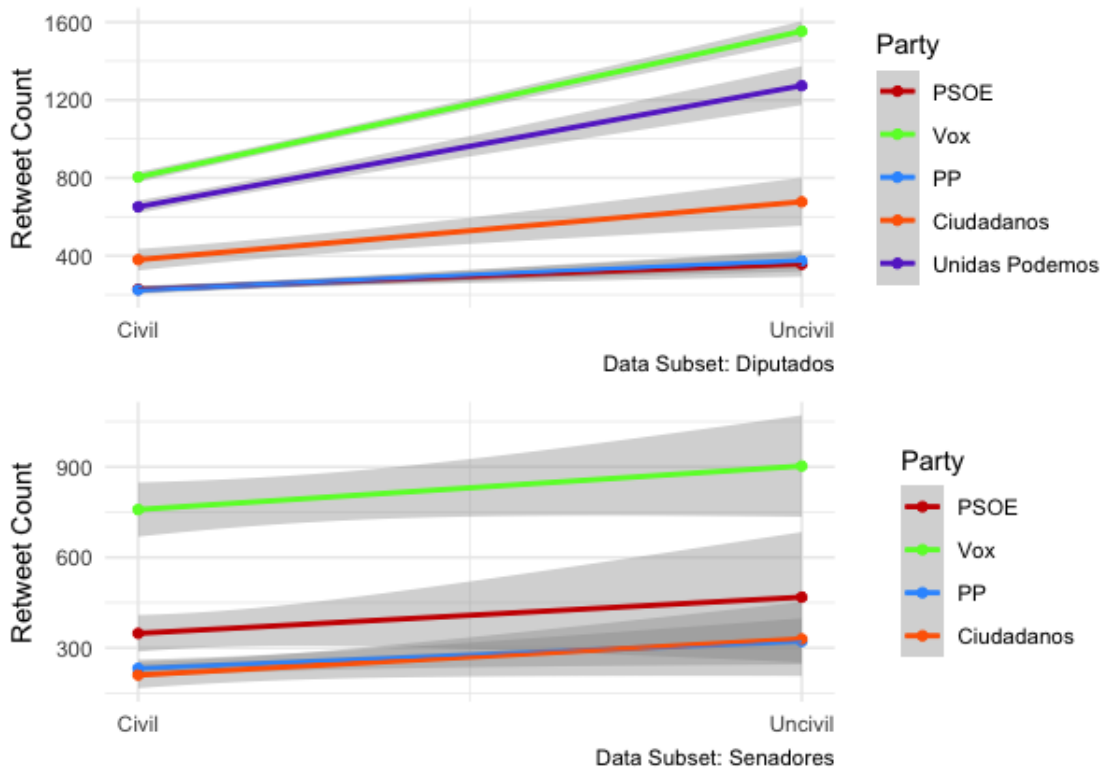 1600
1200
800
400
Retweet Count
Civil
Uncivil
Data Subset: Diputados
Party
PSOE
Vox
PP
Ciudadanos
Unidas Podemos
900
600
300
Retweet Count
Civil
Uncivil
Data Subset: Senadores
Party
PSOE
Vox
PP
Ciudadanos